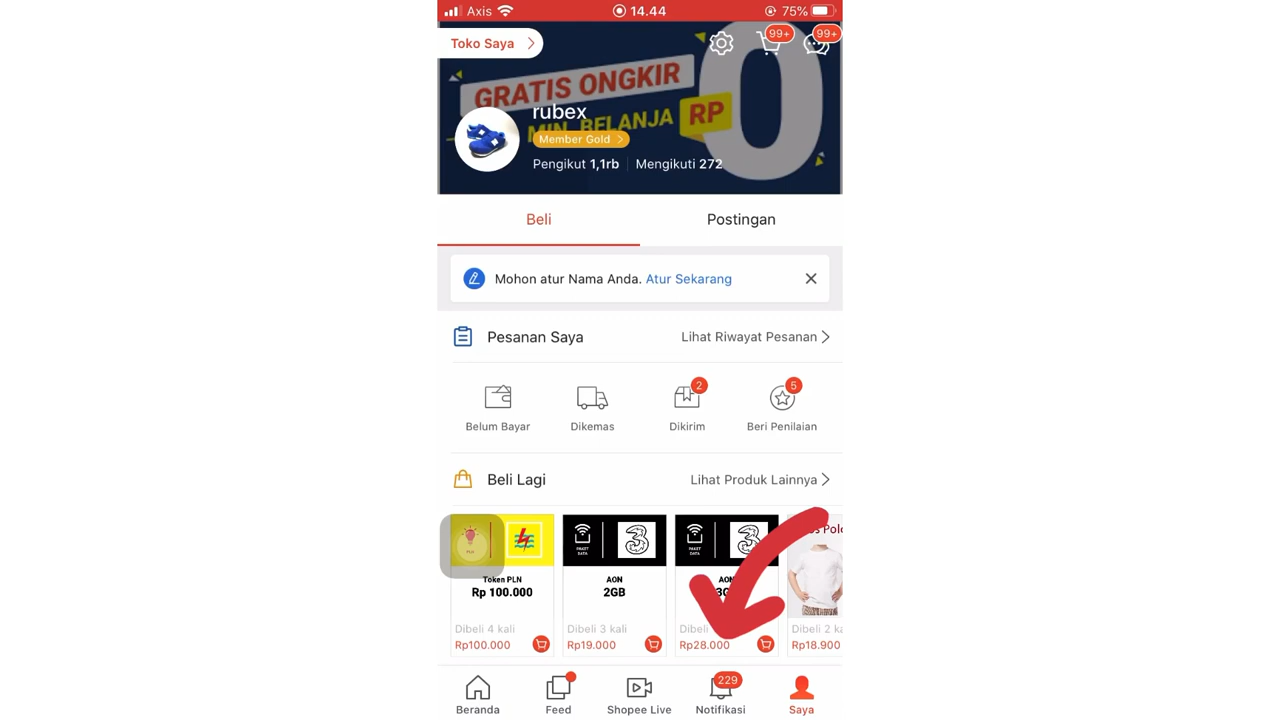 Axis
14.44
75%
Toko Saya
99+
99+
GRATIS ONGKIR
MIN. BELANJA RP 0
rubex
Member Gold
Pengikut 1,1rb
Mengikuti 272
Beli
Postingan
Mohon atur Nama Anda. Atur Sekarang
Pesanan Saya
Lihat Riwayat Pesanan
2
5
Belum Bayar
Dikemas
Dikirim
Beri Penilaian
Beli Lagi
Lihat Produk Lainnya
PLN
Token PLN
Rp 100.000
Dibeli 4 kali
Rp100.000
PAKET DATA
3
AON
2GB
Dibeli 3 kali
Rp19.000
PAKET DATA
3
Dibeli
Rp28.000
Dibeli 2
Rp18.900
229
Beranda
Feed
Shopee Live
Notifikasi
Saya